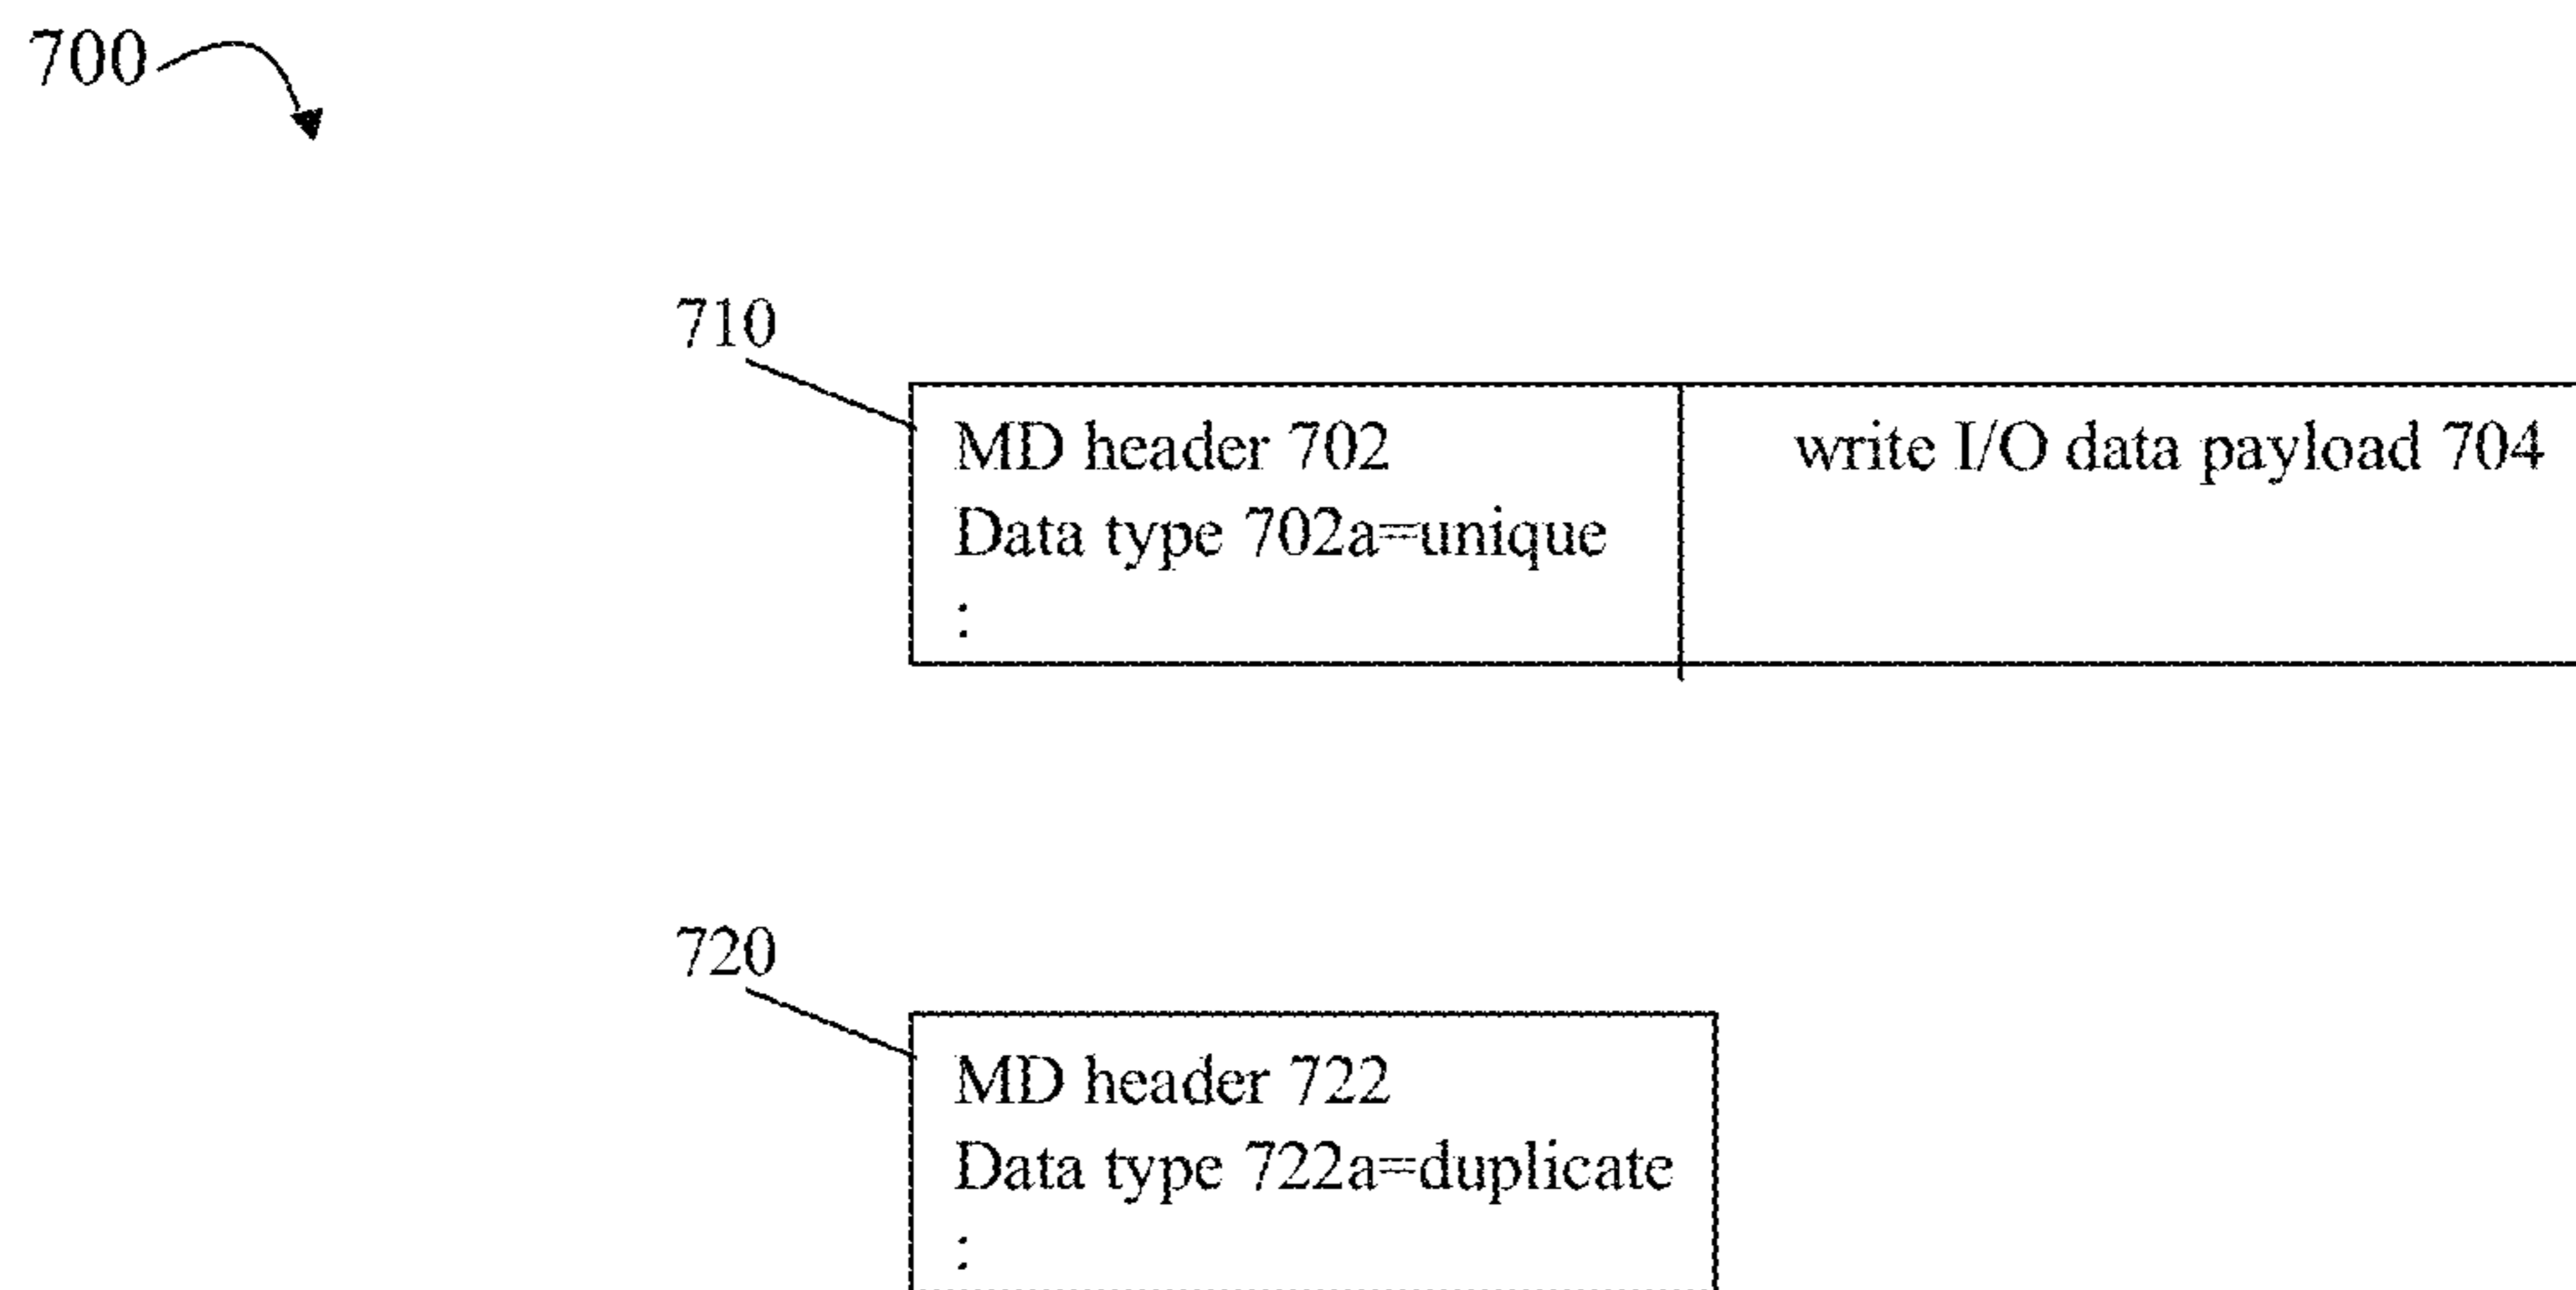 700
710
MD header 702
Data type 702a=unique
:
write I/O data payload 704
720
MD header 722
Data type 722a=duplicate
: